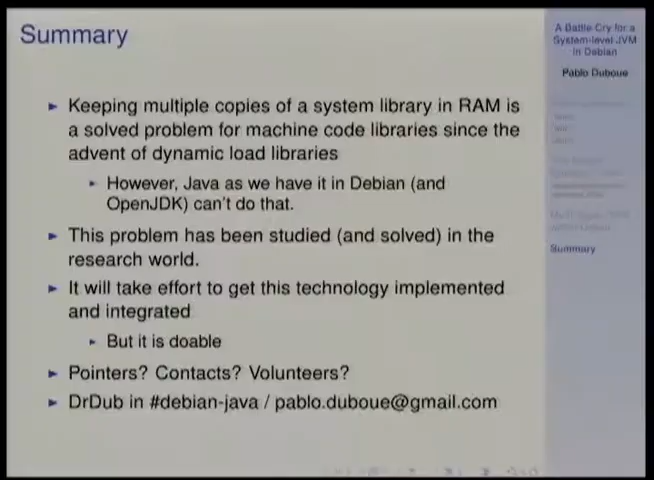 Summary
Keeping multiple copies of a system library in RAM is
a solved problem for machine code libraries since the
advent of dynamic load libraries
However, Java as we have it in Debian (and
OpenJDK) can't do that.
This problem has been studied (and solved) in the
research world.
It will take effort to get this technology implemented
and integrated
But it is doable
Pointers? Contacts? Volunteers?
DrDub in #debian-java / pablo.duboue@gmail.com
A Battle Cry for a
System-level JVM
in Debian
Pablo Duboue
Summary